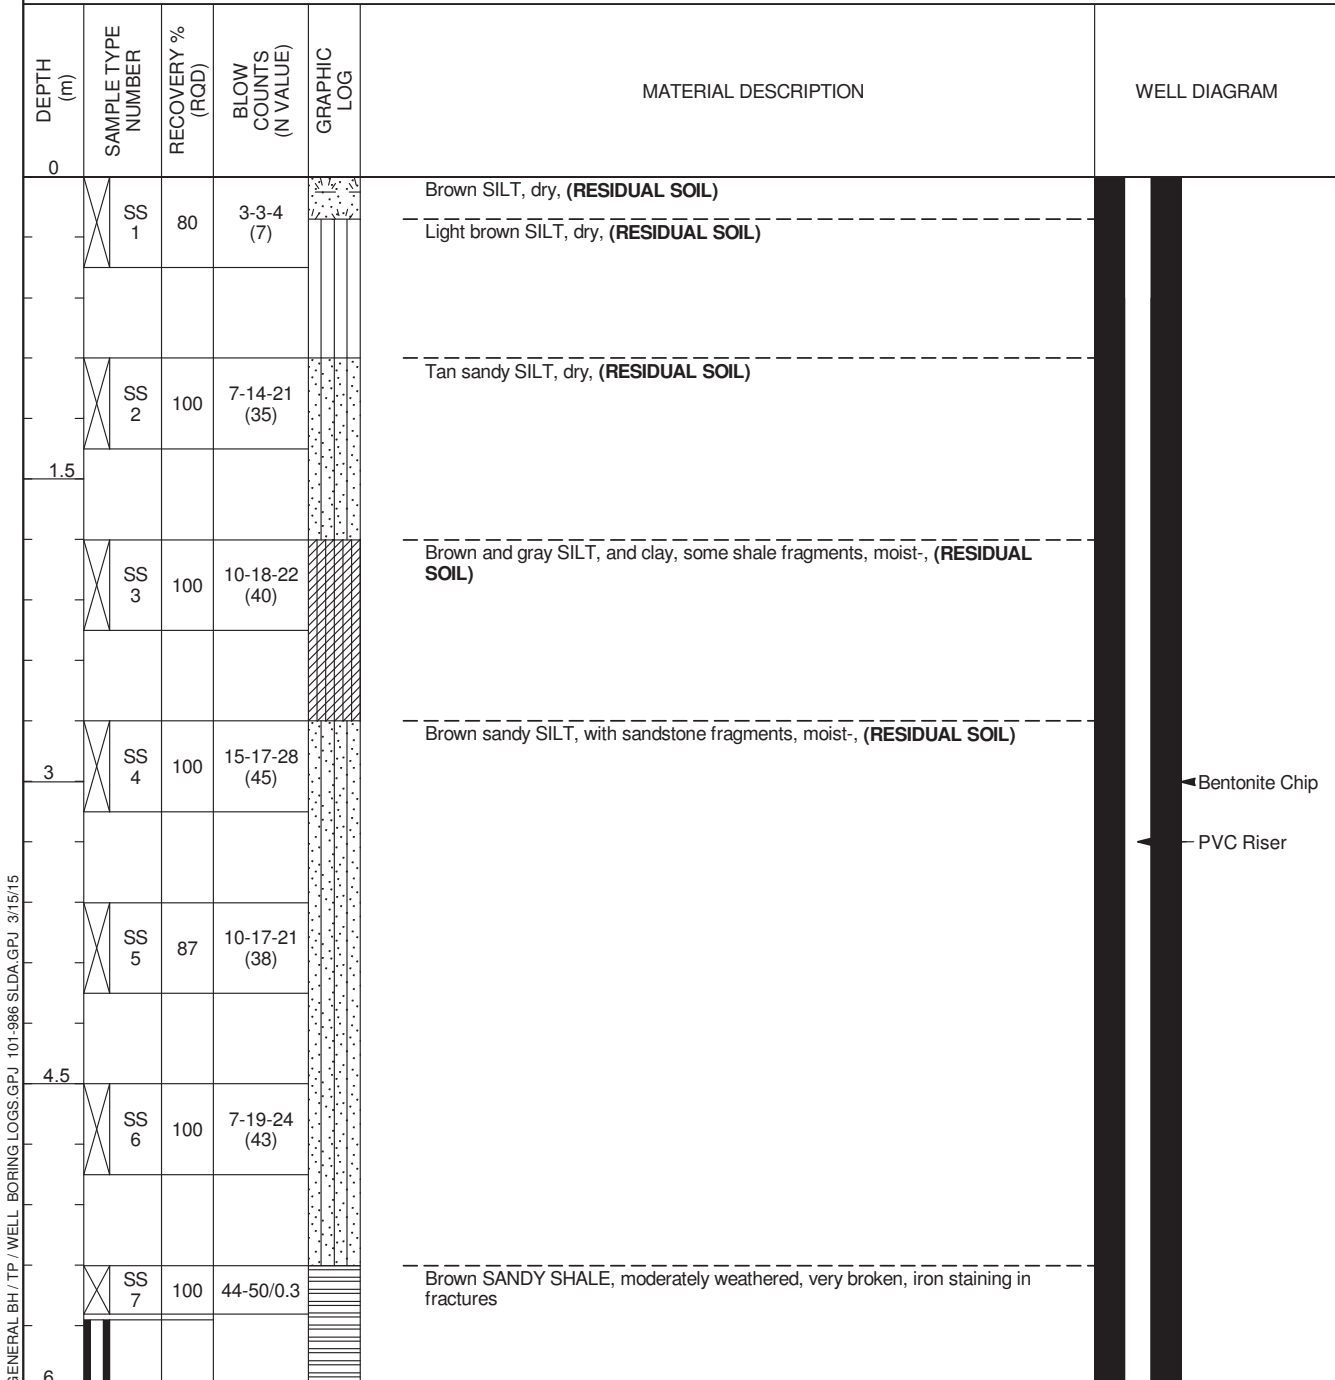 DEPTH
(m)
SAMPLE TYPE
NUMBER
RECOVERY %
(RQD)
BLOW
COUNTS
(N VALUE)
GRAPHIC
LOG
MATERIAL DESCRIPTION
WELL DIAGRAM
0
SS
1
80
3-3-4
(7)
Brown SILT, dry, (RESIDUAL SOIL)
Light brown SILT, dry, (RESIDUAL SOIL)
SS
2
100
7-14-21
(35)
Tan sandy SILT, dry, (RESIDUAL SOIL)
1.5
SS
3
100
10-18-22
(40)
Brown and gray SILT, and clay, some shale fragments, moist-, (RESIDUAL
SOIL)
SS
4
100
15-17-28
(45)
Brown sandy SILT, with sandstone fragments, moist-, (RESIDUAL SOIL)
3
Bentonite Chip
PVC Riser
SS
5
87
10-17-21
(38)
4.5
SS
6
100
7-19-24
(43)
SS
7
100
44-50/0.3
Brown SANDY SHALE, moderately weathered, very broken, iron staining in
fractures
6
GENERAL BH / TP / WELL BORING LOGS.GPJ 101-986 SLDA.GPJ 3/15/15